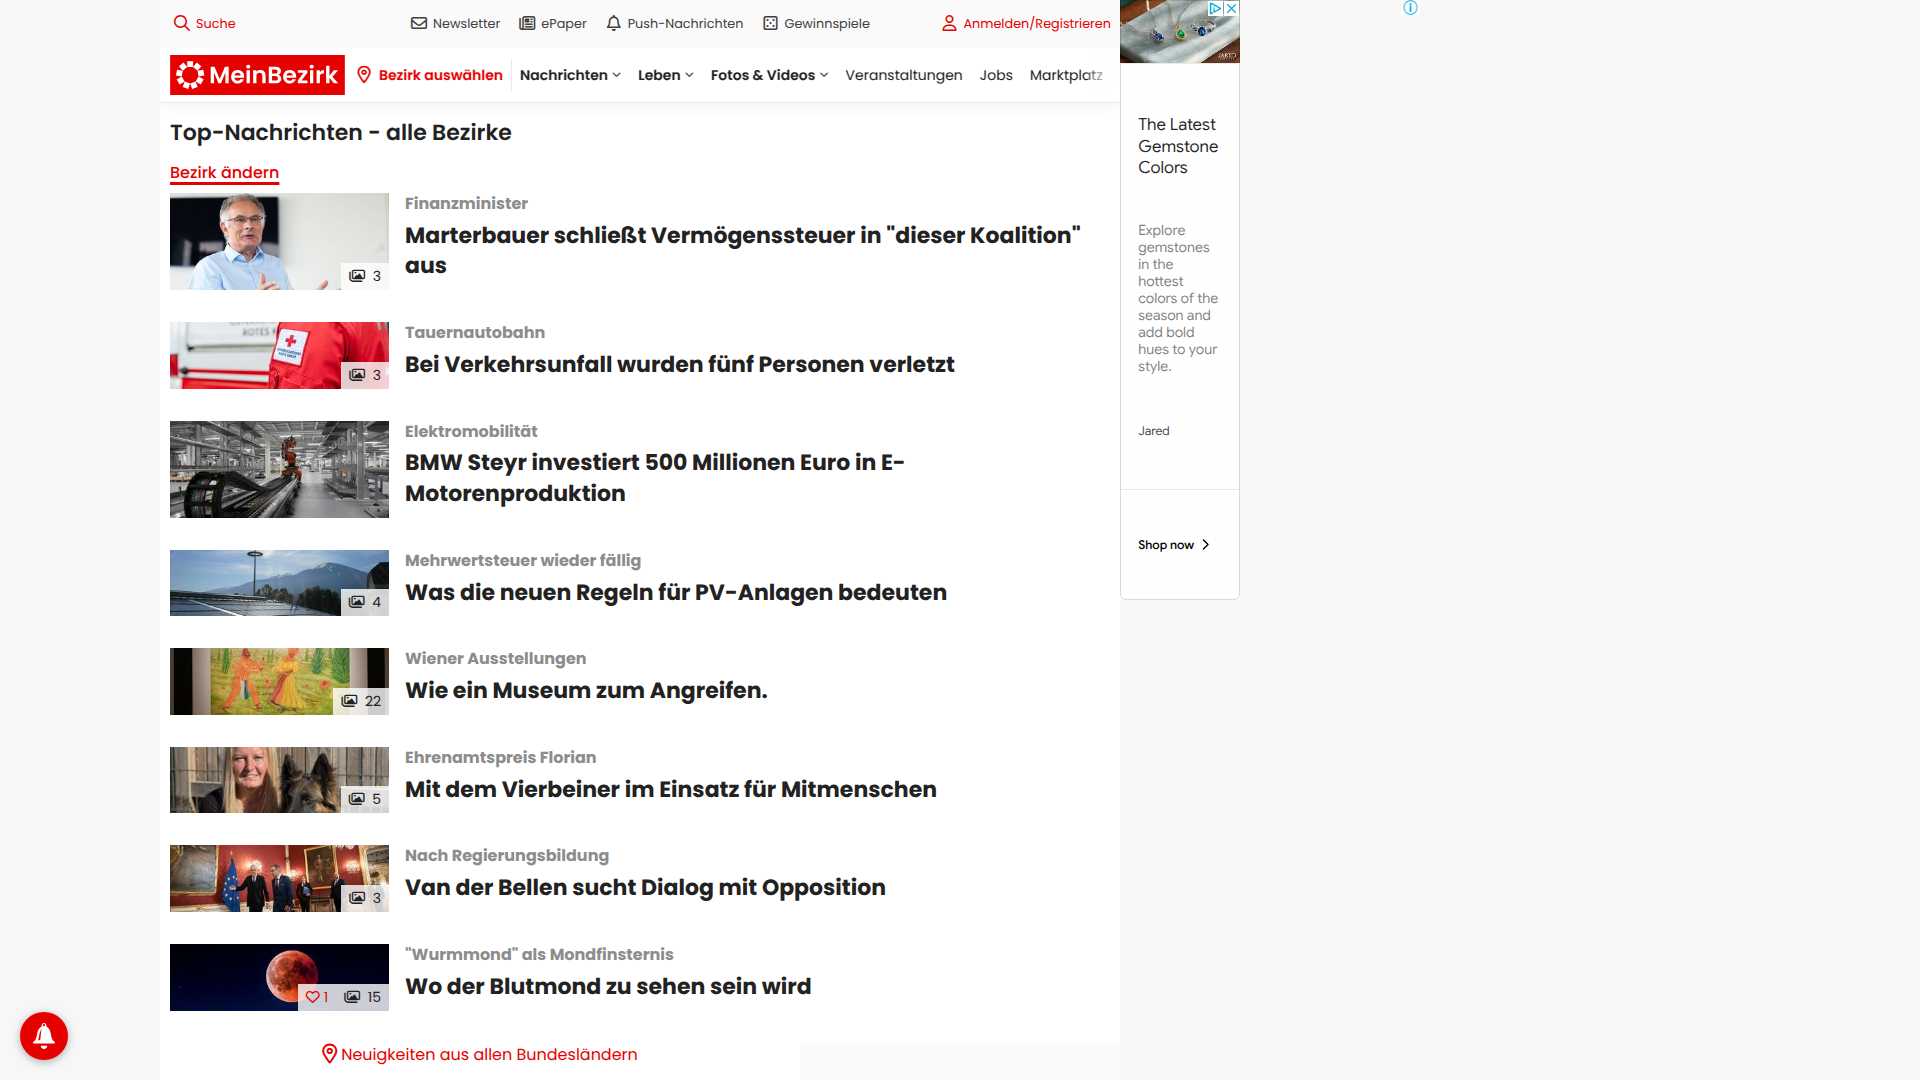 Suche
Newsletter
ePaper
Push-Nachrichten
Gewinnspiele
Anmelden/Registrieren
MeinBezirk
Bezirk auswählen
Nachrichten
Leben
Fotos & Videos
Veranstaltungen
Jobs
Marktplatz
Top-Nachrichten - alle Bezirke
Bezirk ändern
3
Finanzminister
Marterbauer schließt Vermögenssteuer in "dieser Koalition"
aus
3
Tauernautobahn
Bei Verkehrsunfall wurden fünf Personen verletzt
Elektromobilität
BMW Steyr investiert 500 Millionen Euro in E-
Motorenproduktion
4
Mehrwertsteuer wieder fällig
Was die neuen Regeln für PV-Anlagen bedeuten
22
Wiener Ausstellungen
Wie ein Museum zum Angreifen.
5
Ehrenamtspreis Florian
Mit dem Vierbeiner im Einsatz für Mitmenschen
3
Nach Regierungsbildung
Van der Bellen sucht Dialog mit Opposition
1
15
"Wurmmond" als Mondfinsternis
Wo der Blutmond zu sehen sein wird
Neuigkeiten aus allen Bundesländern
The Latest
Gemstone
Colors
Explore
gemstones
in the
hottest
colors of the
season and
add bold
hues to your
style.
Jared
Shop now